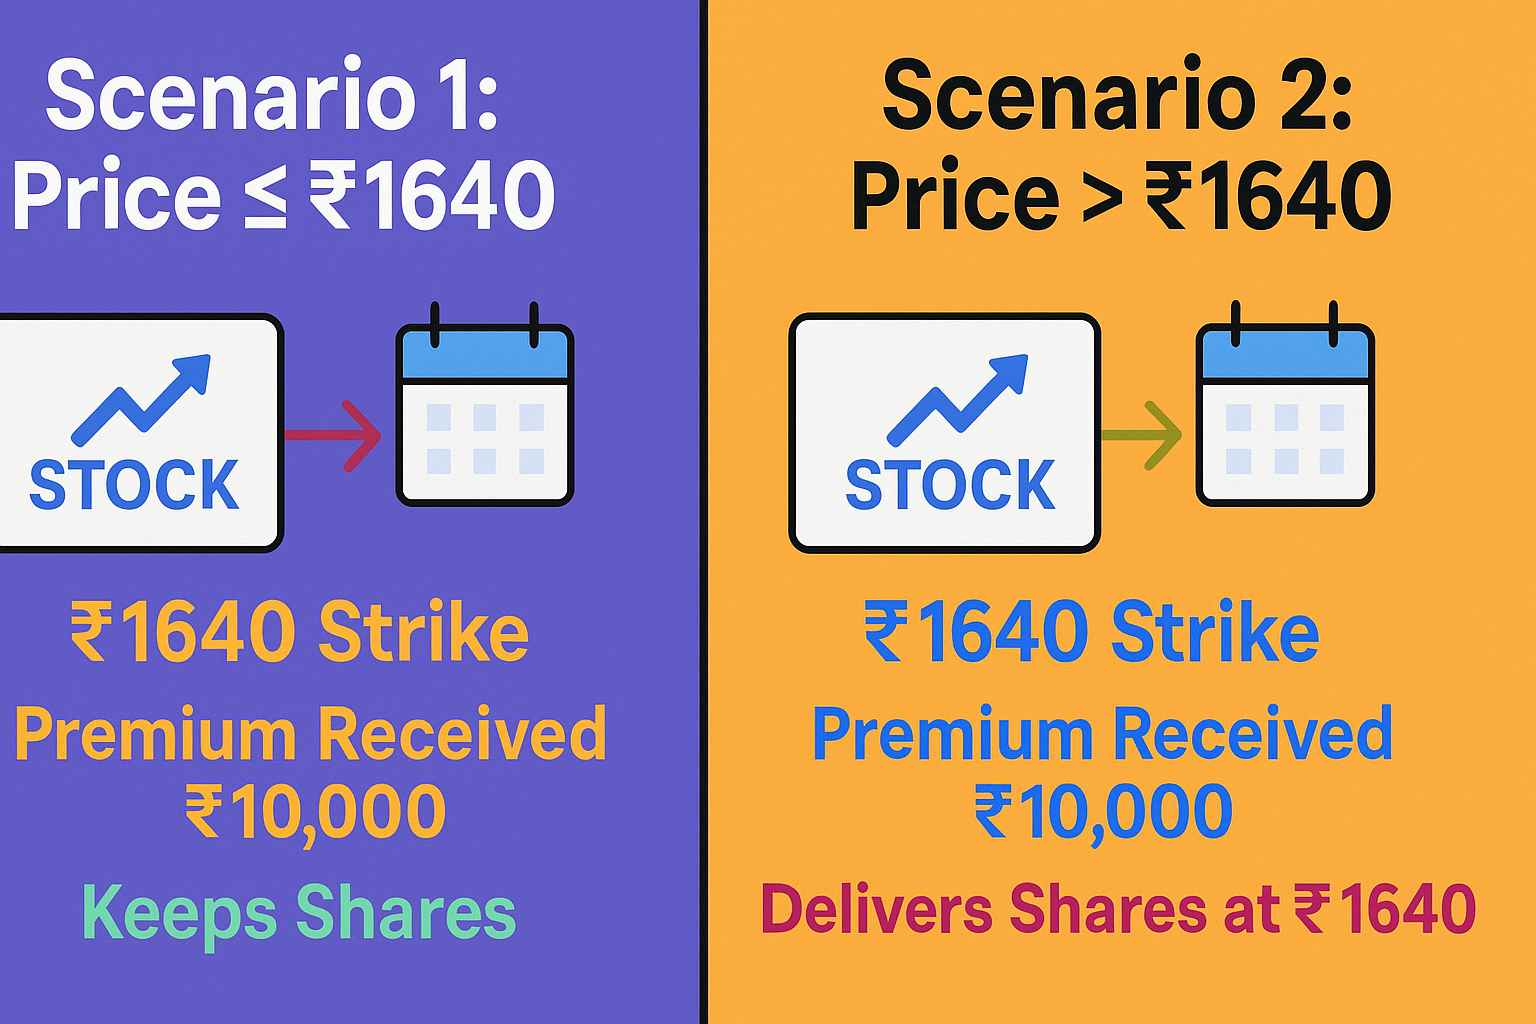 Scenario 1:
Price ≤ ₹1640
STOCK
₹1640 Strike
Premium Received
₹10,000
Keeps Shares
Scenario 2:
Price > ₹1640
STOCK
₹1640 Strike
Premium Received
₹10,000
Delivers Shares at ₹1640